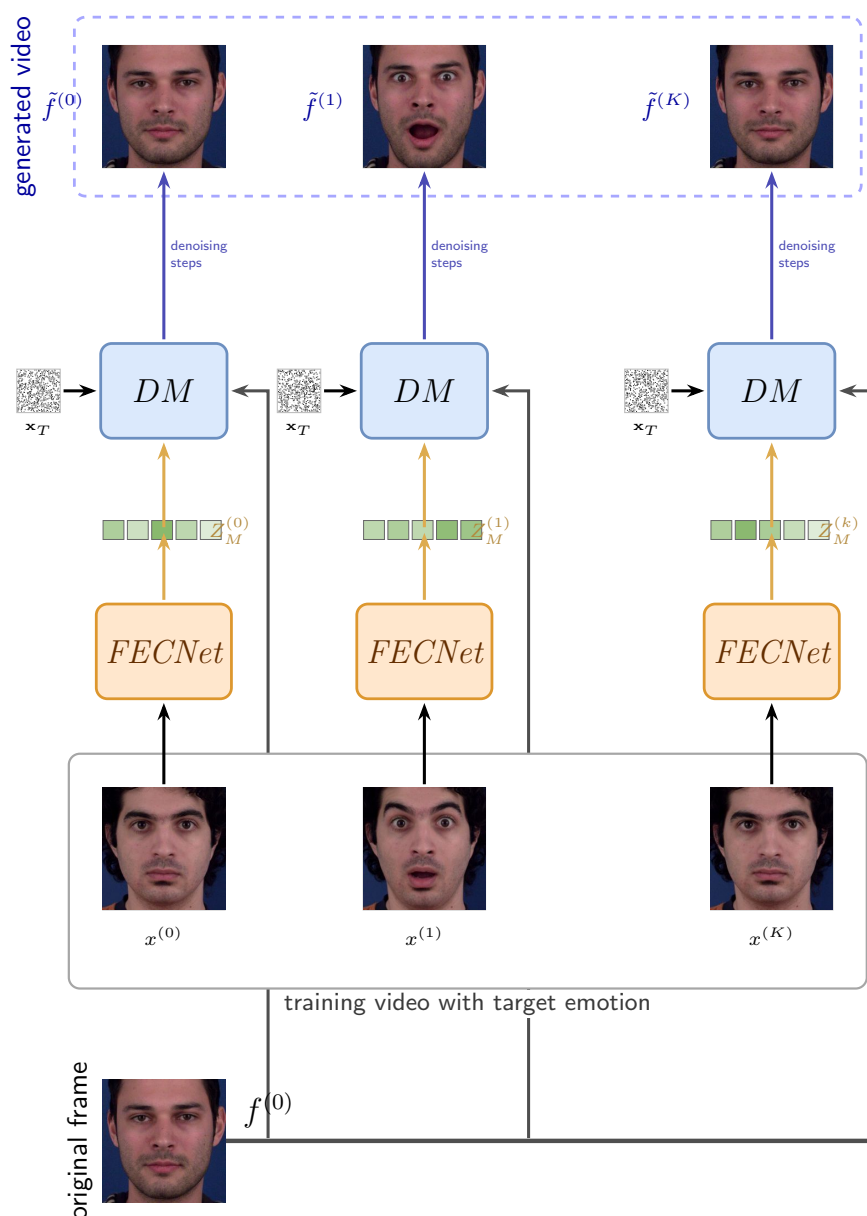 generated video
f̃⁽⁰⁾
f̃⁽¹⁾
f̃⁽ᴷ⁾
denoising
steps
denoising
steps
denoising
steps
DM
DM
DM
x_T
x_T
x_T
Z_M^(0)
Z_M^(1)
Z_M^(k)
FECNet
FECNet
FECNet
x⁽⁰⁾
x⁽¹⁾
x⁽ᴷ⁾
training video with target emotion
original frame
f⁽⁰⁾